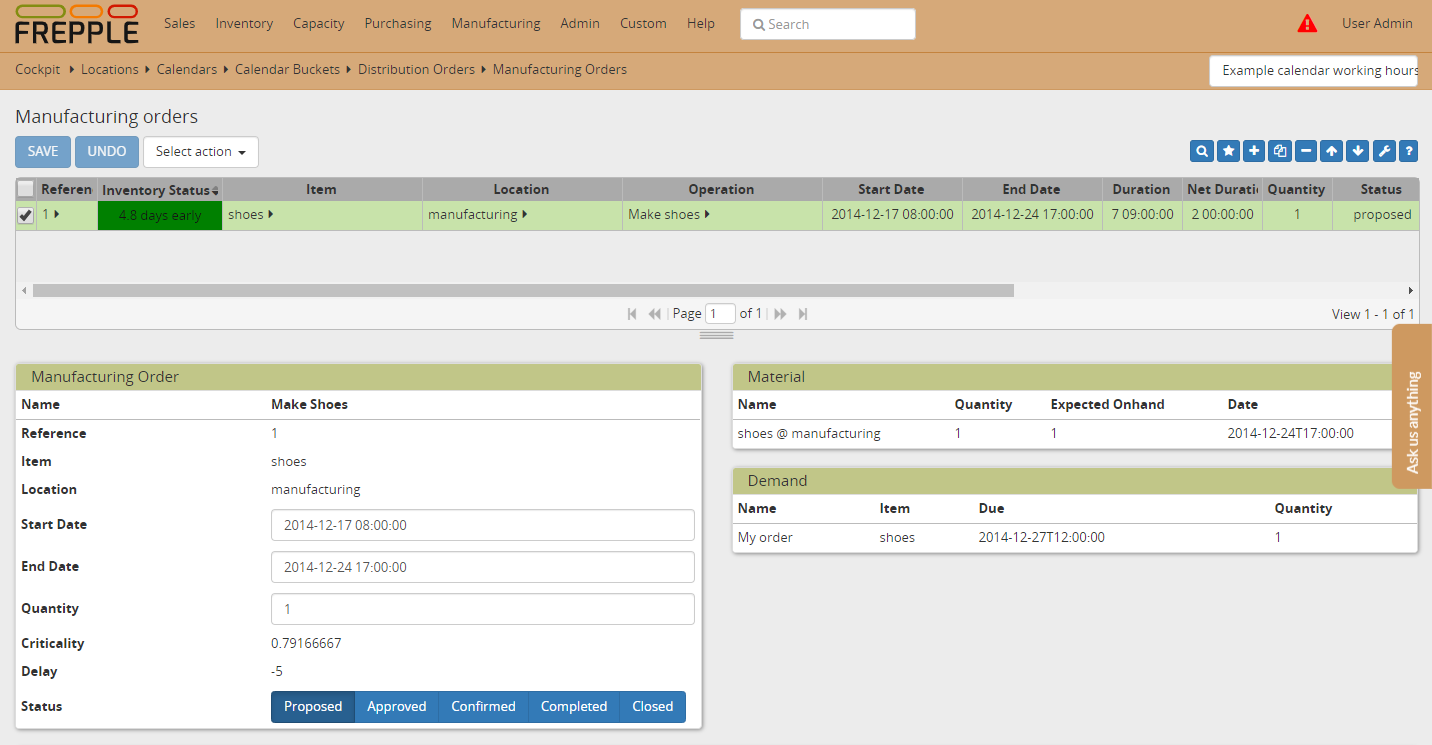 FREPPLE Sales Inventory Capacity Purchasing Manufacturing Admin Custom Help Search User Admin
Cockpit Locations Calendars Calendar Buckets Distribution Orders Manufacturing Orders Example calendar working hours
Manufacturing orders
SAVE UNDO Select action ?
Referen Inventory Status Item Location Operation Start Date End Date Duration Net Durati Quantity Status
1 4.8 days early shoes manufacturing Make shoes 2014-12-17 08:00:00 2014-12-24 17:00:00 7 09:00:00 2 00:00:00 1 proposed
Page 1 of 1 View 1 - 1 of 1
Ask us anything
Manufacturing Order
Name Make Shoes
Reference 1
Item shoes
Location manufacturing
Start Date 2014-12-17 08:00:00
End Date 2014-12-24 17:00:00
Quantity 1
Criticality 0.79166667
Delay -5
Status Proposed Approved Confirmed Completed Closed
Material
Name Quantity Expected Onhand Date
shoes @ manufacturing 1 1 2014-12-24T17:00:00
Demand
Name Item Due Quantity
My order shoes 2014-12-27T12:00:00 1